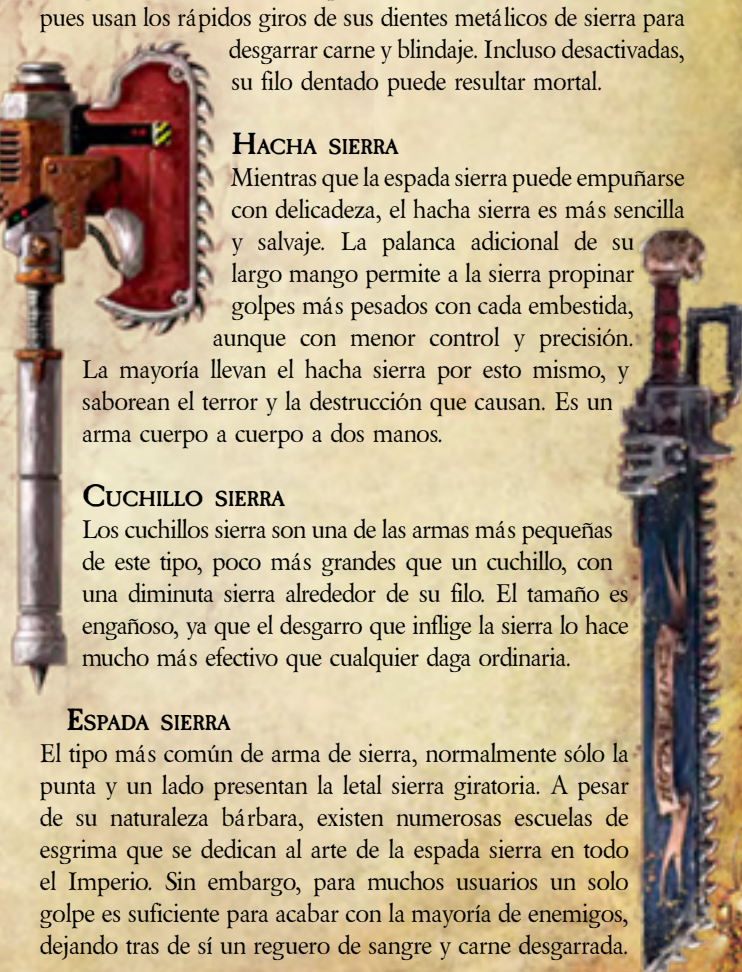 pues usan los rápidos giros de sus dientes metálicos de sierra para
desgarrar carne y blindaje. Incluso desactivadas,
su filo dentado puede resultar mortal.
Hacha sierra
Mientras que la espada sierra puede empuñarse
con delicadeza, el hacha sierra es más sencilla
y salvaje. La palanca adicional de su
largo mango permite a la sierra propinar
golpes más pesados con cada embestida,
aunque con menor control y precisión.
La mayoría llevan el hacha sierra por esto mismo, y
saborean el terror y la destrucción que causan. Es un
arma cuerpo a cuerpo a dos manos.
Cuchillo sierra
Los cuchillos sierra son una de las armas más pequeñas
de este tipo, poco más grandes que un cuchillo, con
una diminuta sierra alrededor de su filo. El tamaño es
engañoso, ya que el desgarro que inflige la sierra lo hace
mucho más efectivo que cualquier daga ordinaria.
Espada sierra
El tipo más común de arma de sierra, normalmente sólo la
punta y un lado presentan la letal sierra giratoria. A pesar
de su naturaleza bárbara, existen numerosas escuelas de
esgrima que se dedican al arte de la espada sierra en todo
el Imperio. Sin embargo, para muchos usuarios un solo
golpe es suficiente para acabar con la mayoría de enemigos,
dejando tras de sí un reguero de sangre y carne desgarrada.